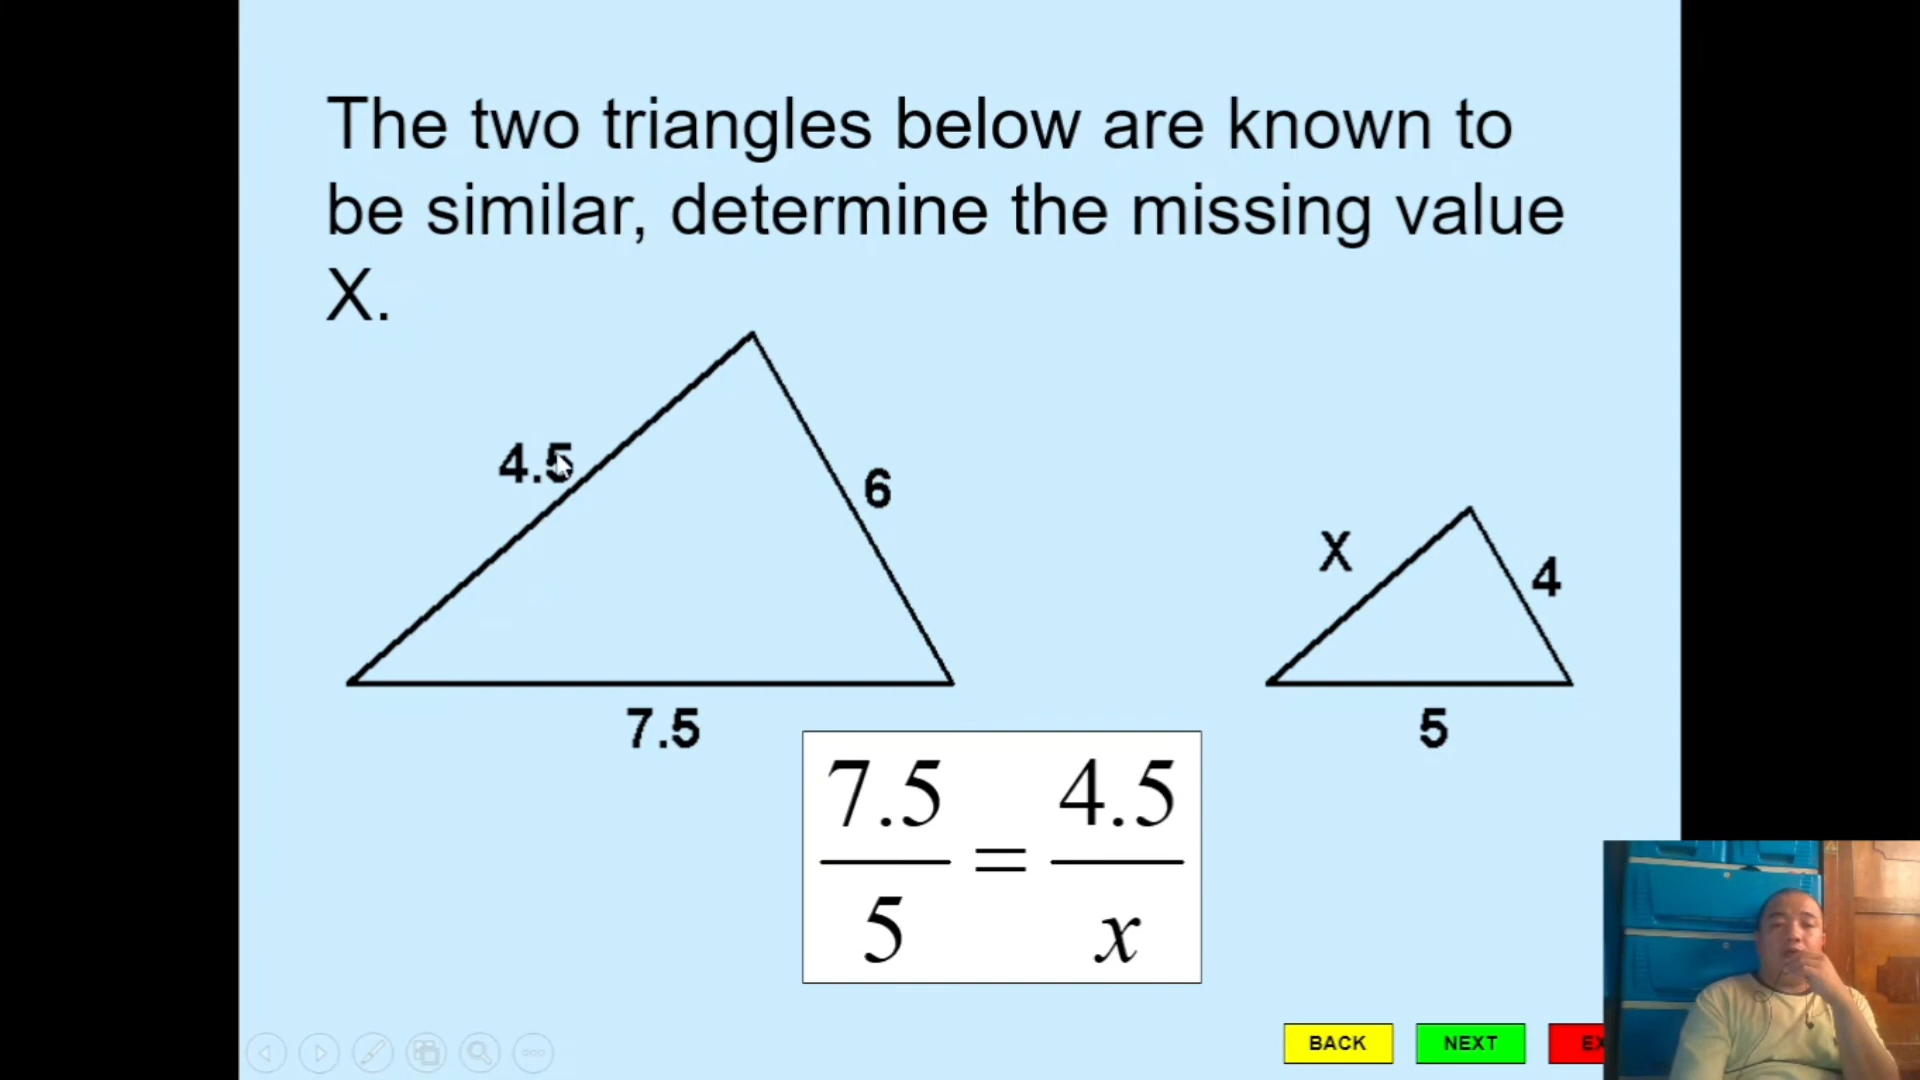 The two triangles below are known to
be similar, determine the missing value
X.
4.5
6
X
4
7.5
5
7.5/5 = 4.5/x
BACK NEXT